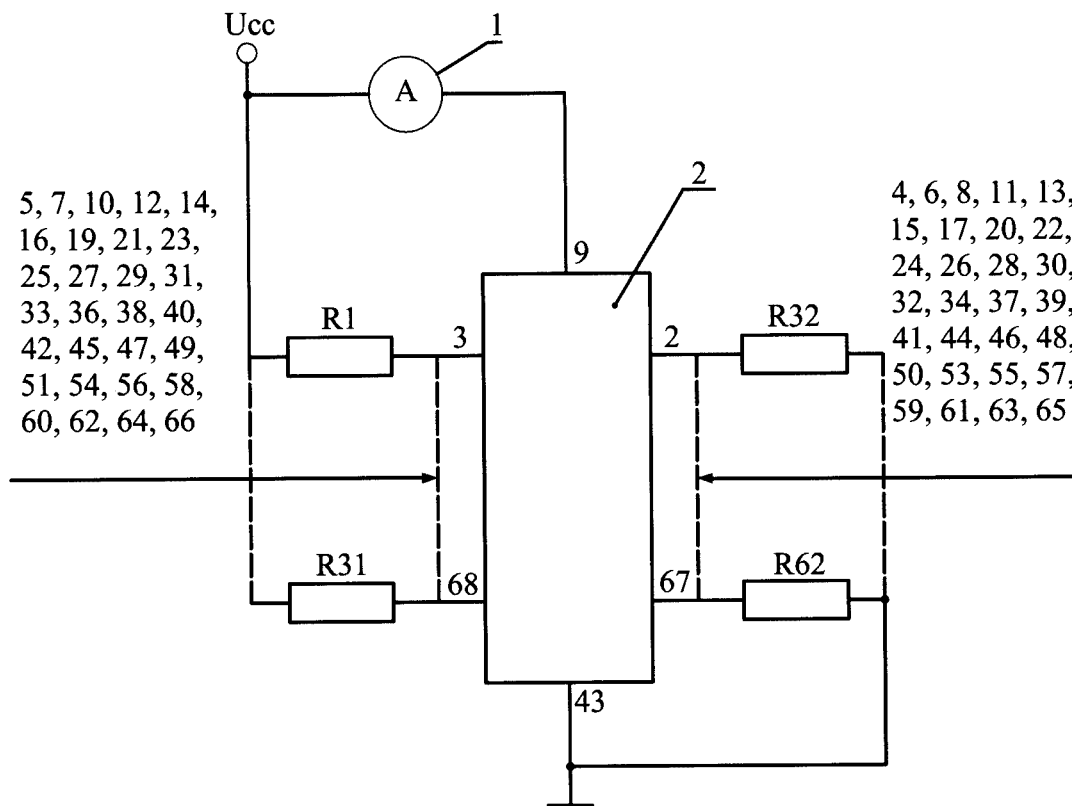 Ucc
1
A
2
5, 7, 10, 12, 14,
16, 19, 21, 23,
25, 27, 29, 31,
33, 36, 38, 40,
42, 45, 47, 49,
51, 54, 56, 58,
60, 62, 64, 66
4, 6, 8, 11, 13,
15, 17, 20, 22,
24, 26, 28, 30,
32, 34, 37, 39,
41, 44, 46, 48,
50, 53, 55, 57,
59, 61, 63, 65
9
R1
3
2
R32
R31
68
67
R62
43